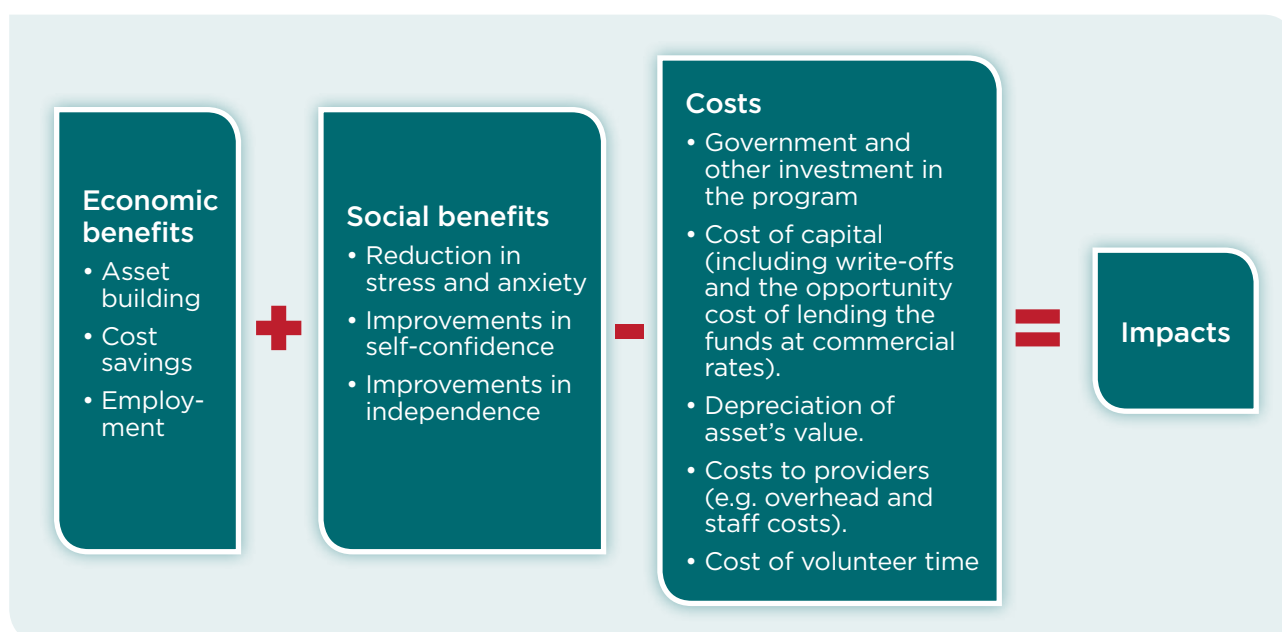 Economic
benefits
• Asset
building
• Cost
savings
• Employ-
ment
+
Social benefits
• Reduction in
stress and anxiety
• Improvements in
self-confidence
• Improvements in
independence
-
Costs
• Government and
other investment in
the program
• Cost of capital
(including write-offs
and the opportunity
cost of lending the
funds at commercial
rates).
• Depreciation of
asset’s value.
• Costs to providers
(e.g. overhead and
staff costs).
• Cost of volunteer time
=
Impacts